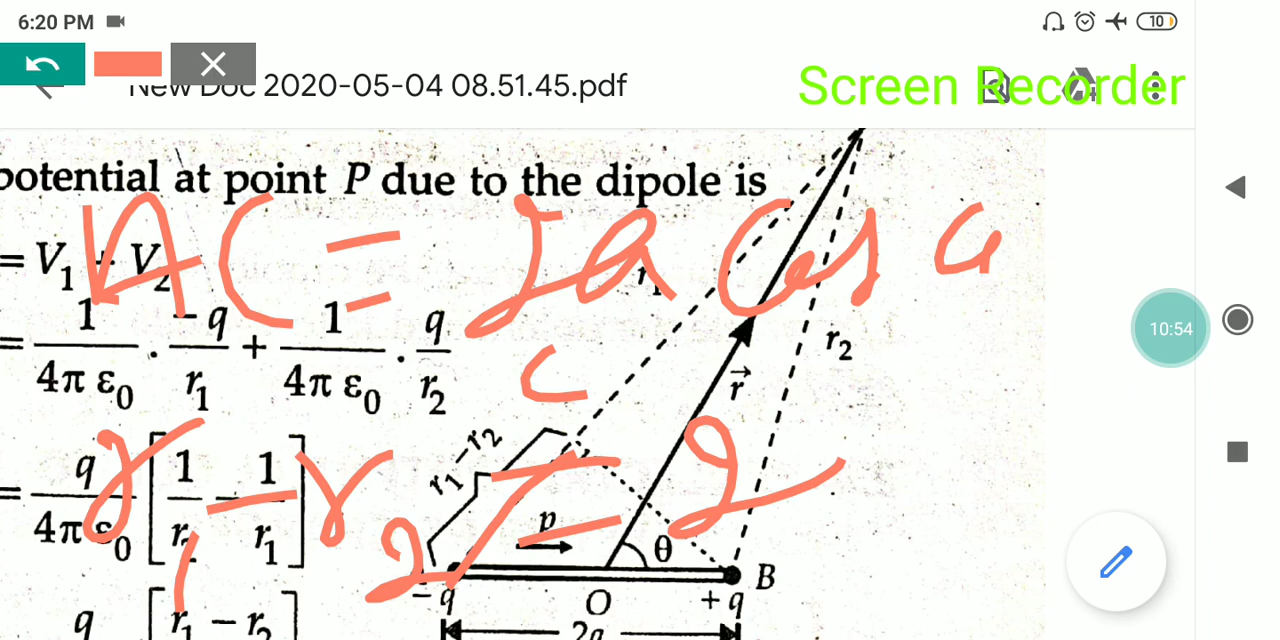 6:20 PM
10
New Doc 2020-05-04 08.51.45.pdf
Screen Recorder
potential at point P due to the dipole is
= V₁ + V₂
AC = 2a Cos
= 1/4π ε₀ · −q/r₁ + 1/4π ε₀ · q/r₂
C
= q/4π ε₀ [1/r₂ − 1/r₁]
r₁ − r₂ = 2
q [r₁ − r₂]
r₁
r₂
r⃗
r₁−r₂
p
θ
B
− q
O
+ q
2a
10:54